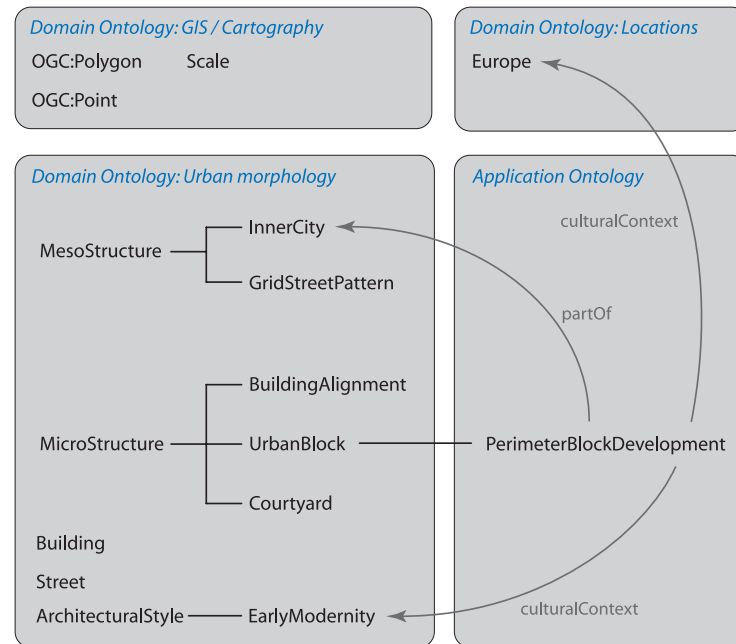 Domain Ontology: GIS / Cartography
OGC:Polygon Scale
OGC:Point
Domain Ontology: Locations
Europe
Domain Ontology: Urban morphology
InnerCity
MesoStructure
GridStreetPattern
BuildingAlignment
MicroStructure
UrbanBlock
Courtyard
Building
Street
ArchitecturalStyle
EarlyModernity
Application Ontology
culturalContext
partOf
PerimeterBlockDevelopment
culturalContext